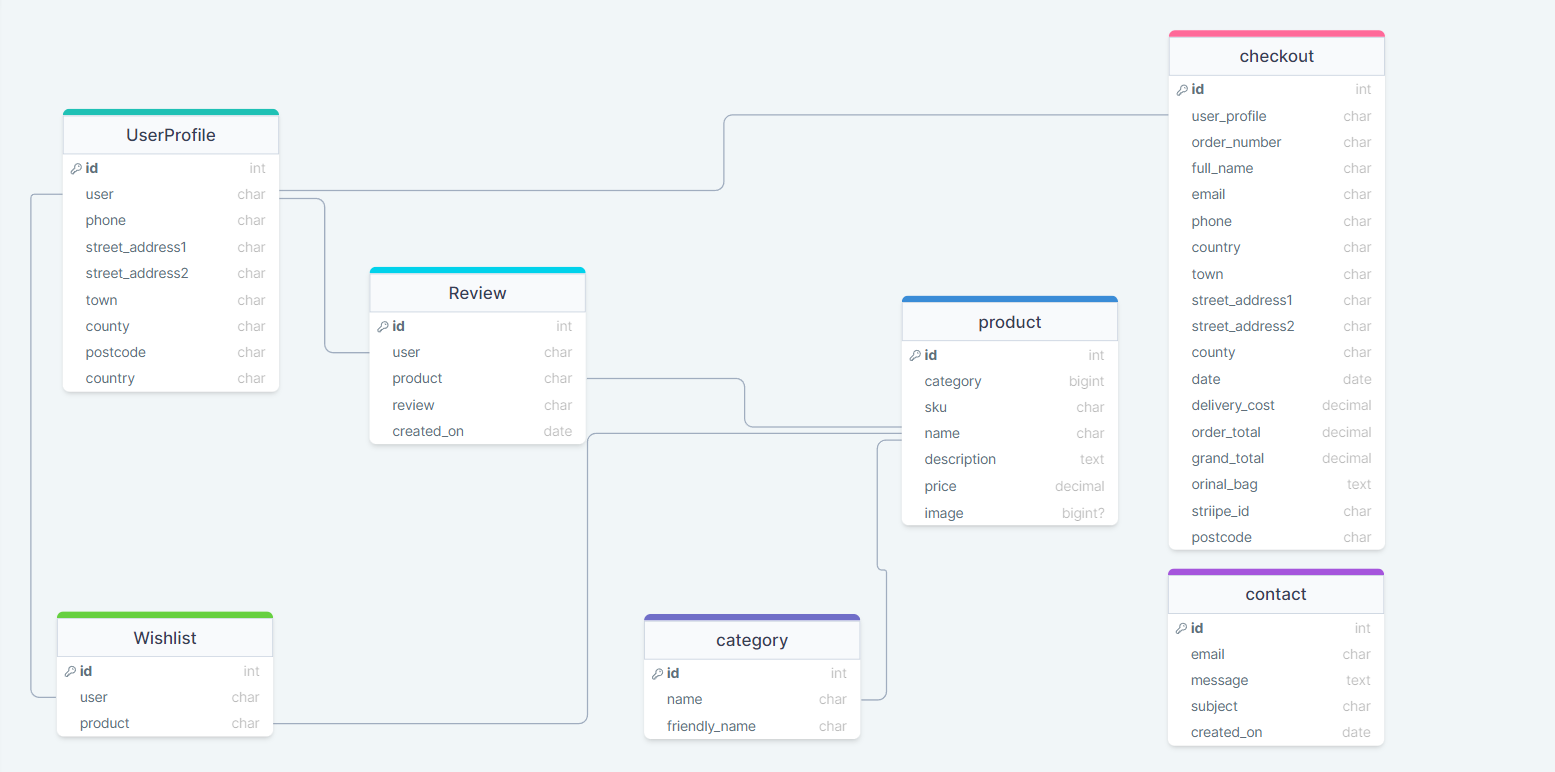 UserProfile
id int
user char
phone char
street_address1 char
street_address2 char
town char
county char
postcode char
country char
Review
id int
user char
product char
review char
created_on date
product
id int
category bigint
sku char
name char
description text
price decimal
image bigint?
checkout
id int
user_profile char
order_number char
full_name char
email char
phone char
country char
town char
street_address1 char
street_address2 char
county char
date date
delivery_cost decimal
order_total decimal
grand_total decimal
orinal_bag text
striipe_id char
postcode char
Wishlist
id int
user char
product char
category
id int
name char
friendly_name char
contact
id int
email char
message text
subject char
created_on date